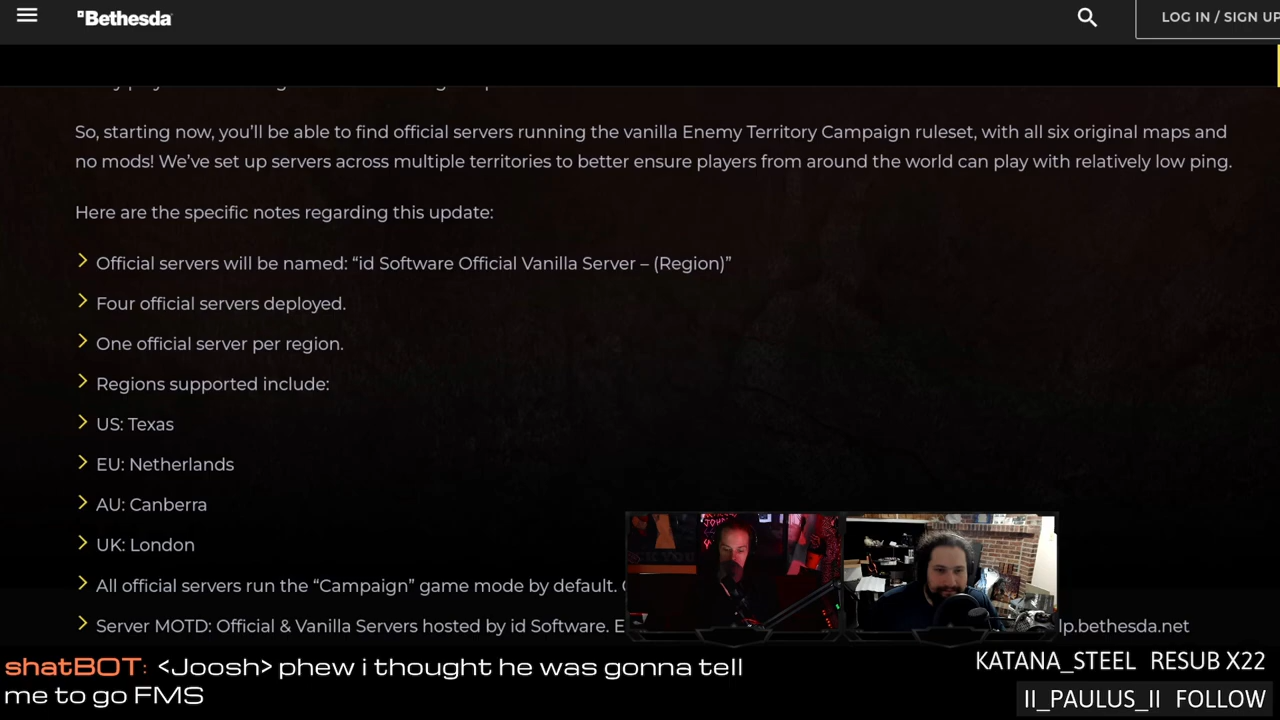 Bethesda
LOG IN / SIGN UP
So, starting now, you’ll be able to find official servers running the vanilla Enemy Territory Campaign ruleset, with all six original maps and
no mods! We’ve set up servers across multiple territories to better ensure players from around the world can play with relatively low ping.
Here are the specific notes regarding this update:
Official servers will be named: “id Software Official Vanilla Server – (Region)”
Four official servers deployed.
One official server per region.
Regions supported include:
US: Texas
EU: Netherlands
AU: Canberra
UK: London
All official servers run the “Campaign” game mode by default.
Server MOTD: Official & Vanilla Servers hosted by id Software. E lp.bethesda.net
shatBOT: <Joosh> phew i thought he was gonna tell
me to go FMS
KATANA_STEEL RESUB X22
II_PAULUS_II FOLLOW